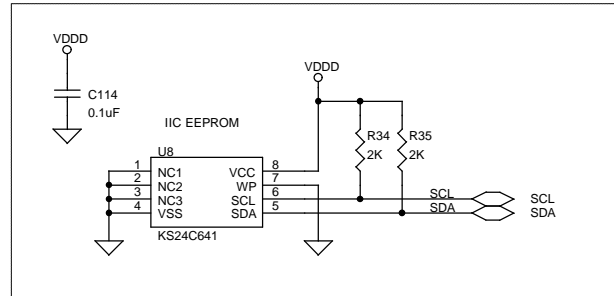 VDDD
C114
0.1uF
IIC EEPROM
VDDD
R34
2K
R35
2K
U8
1 NC1 VCC 8
2 NC2 WP 7
3 NC3 SCL 6
4 VSS SDA 5
KS24C641
SCL SCL
SDA SDA